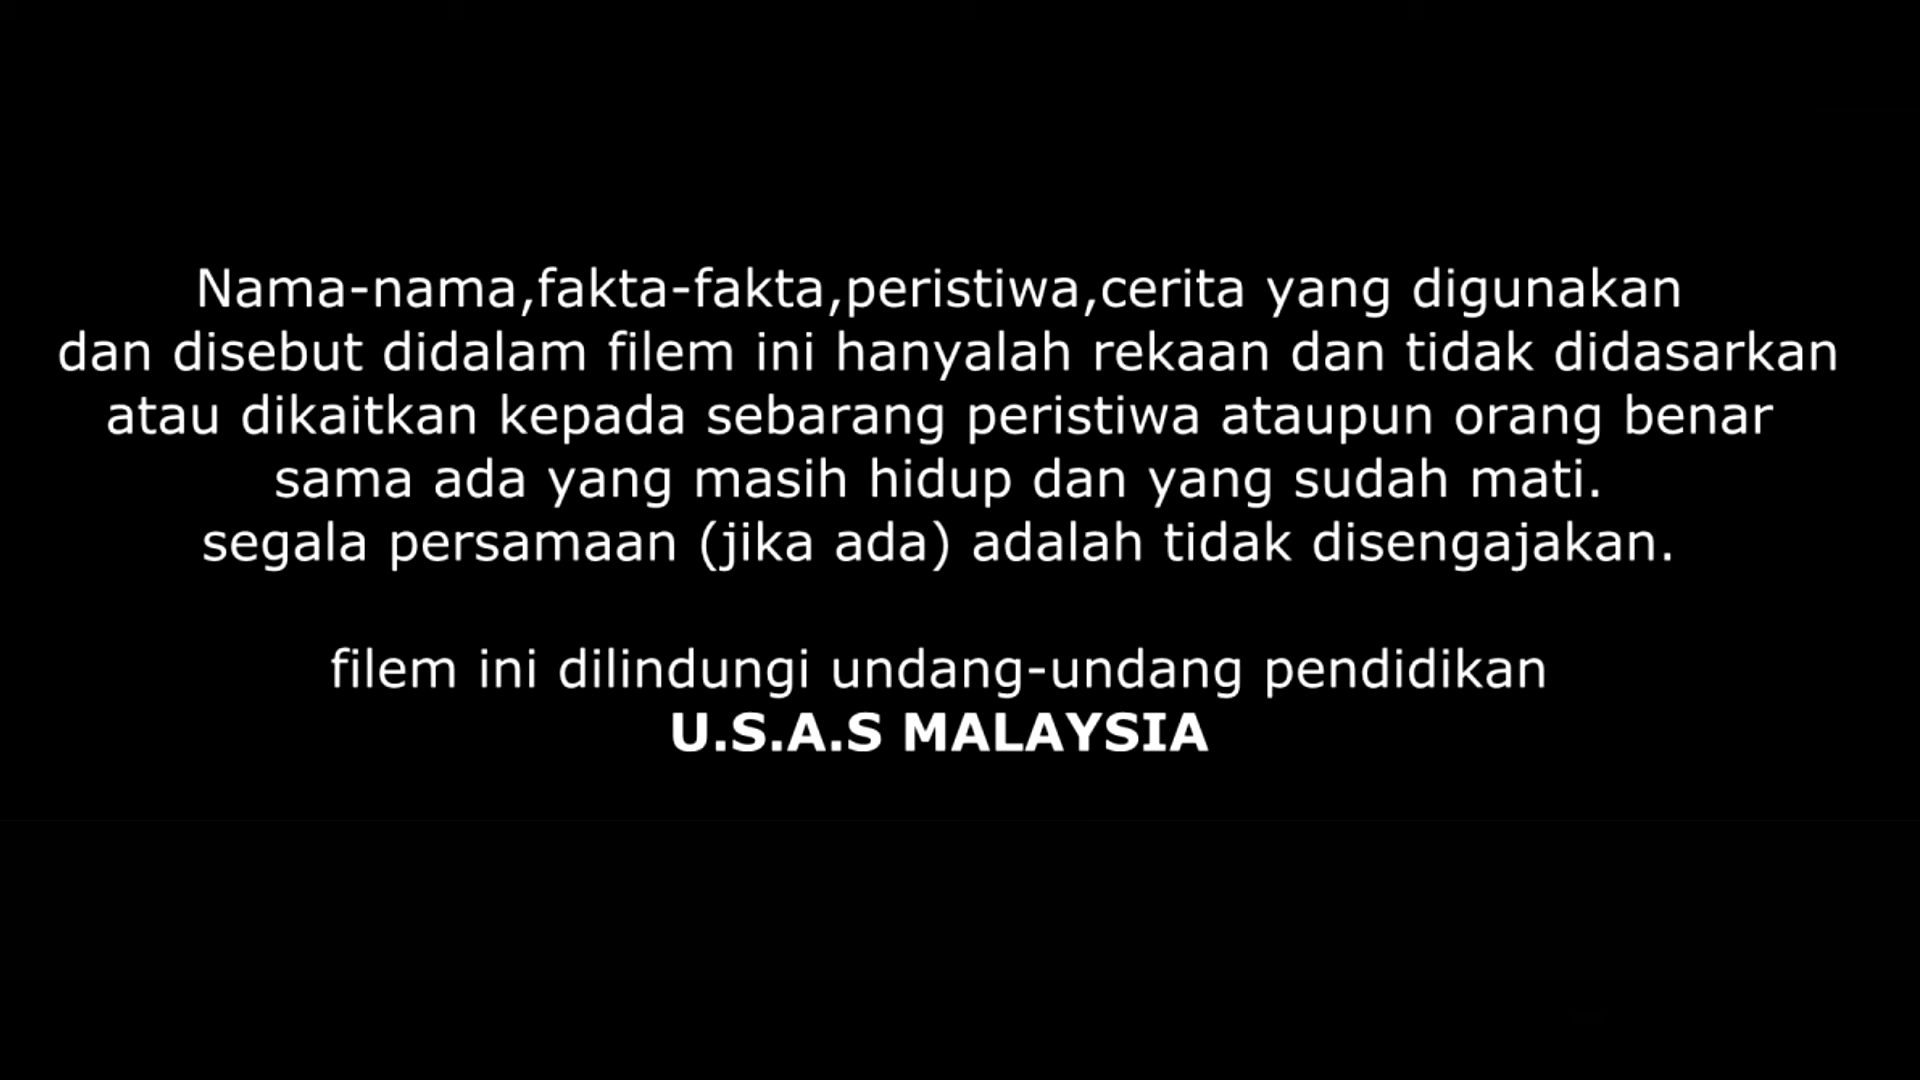 Nama-nama,fakta-fakta,peristiwa,cerita yang digunakan
dan disebut didalam filem ini hanyalah rekaan dan tidak didasarkan
atau dikaitkan kepada sebarang peristiwa ataupun orang benar
sama ada yang masih hidup dan yang sudah mati.
segala persamaan (jika ada) adalah tidak disengajakan.
filem ini dilindungi undang-undang pendidikan
U.S.A.S MALAYSIA